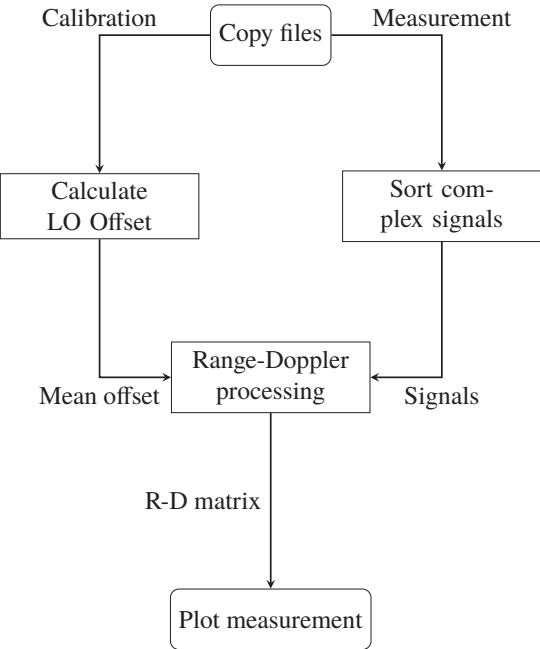 Calibration
Copy files
Measurement
Calculate
LO Offset
Sort com-
plex signals
Range-Doppler
processing
Mean offset
Signals
R-D matrix
Plot measurement